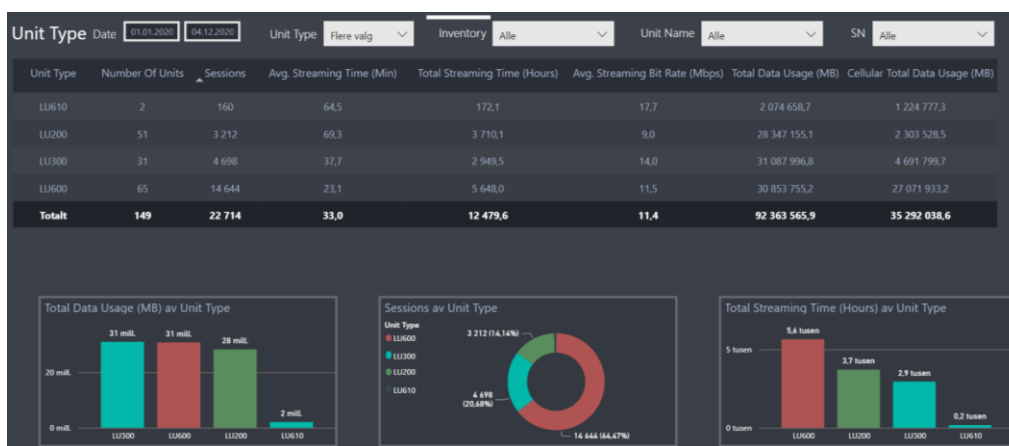 Unit Type Date 01.01.2020 04.12.2020 Unit Type Flere valg Inventory Alle Unit Name Alle SN Alle
Unit Type Number Of Units Sessions Avg. Streaming Time (Min) Total Streaming Time (Hours) Avg. Streaming Bit Rate (Mbps) Total Data Usage (MB) Cellular Total Data Usage (MB)
LU610 2 160 64,5 172,1 17,7 2 074 658,7 1 224 777,3
LU200 51 3 212 69,3 3 710,1 9,0 28 347 155,1 2 303 528,5
LU300 31 4 698 37,7 2 949,5 14,0 31 087 996,8 4 691 799,7
LU600 65 14 644 23,1 5 648,0 11,5 30 853 755,2 27 071 933,2
Totalt 149 22 714 33,0 12 479,6 11,4 92 363 565,9 35 292 038,6
Total Data Usage (MB) av Unit Type
31 mill. 31 mill. 28 mill.
20 mill.
2 mill.
0 mill.
LU300 LU600 LU200 LU610
Sessions av Unit Type
Unit Type
LU600
LU300
LU200
LU610
3 212 (14,14%)
4 698
(20,68%)
14 644 (64,47%)
Total Streaming Time (Hours) av Unit Type
5,6 tusen
5 tusen
3,7 tusen
2,9 tusen
0,2 tusen
0 tusen
LU600 LU200 LU300 LU610